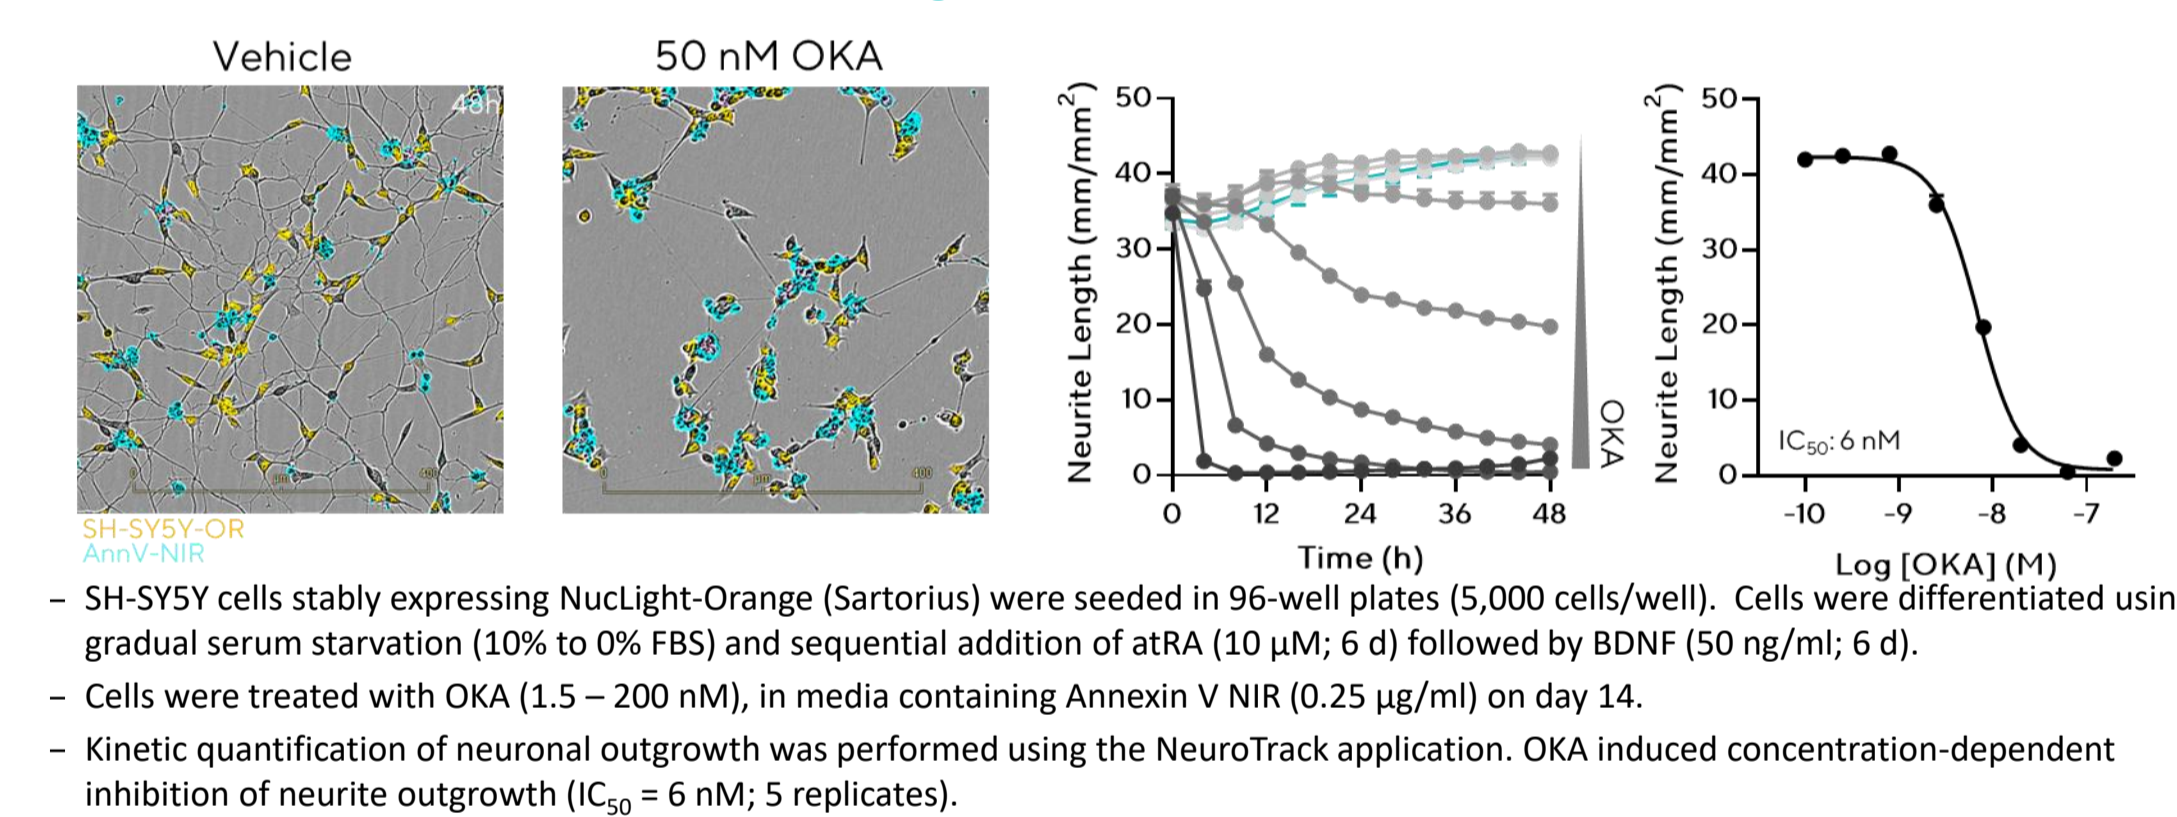 Vehicle
50 nM OKA
48h
0 µm 400
0 µm 400
SH-SY5Y-OR
AnnV-NIR
Neurite Length (mm/mm²)
50
40
30
20
10
0
0 12 24 36 48
Time (h)
OKA
Neurite Length (mm/mm²)
50
40
30
20
10
0
IC₅₀: 6 nM
−10 −9 −8 −7
Log [OKA] (M)
– SH-SY5Y cells stably expressing NucLight-Orange (Sartorius) were seeded in 96-well plates (5,000 cells/well). Cells were differentiated usin
gradual serum starvation (10% to 0% FBS) and sequential addition of atRA (10 µM; 6 d) followed by BDNF (50 ng/ml; 6 d).
– Cells were treated with OKA (1.5 – 200 nM), in media containing Annexin V NIR (0.25 µg/ml) on day 14.
– Kinetic quantification of neuronal outgrowth was performed using the NeuroTrack application. OKA induced concentration-dependent
inhibition of neurite outgrowth (IC₅₀ = 6 nM; 5 replicates).